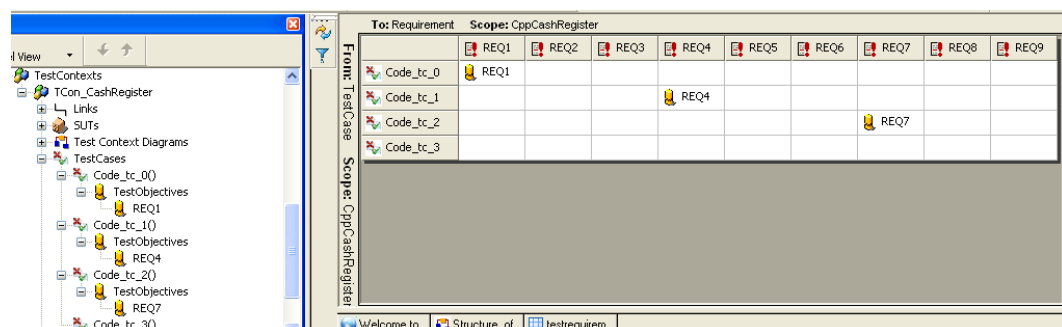 l View
TestContexts
TCon_CashRegister
Links
SUTs
Test Context Diagrams
TestCases
Code_tc_0()
TestObjectives
REQ1
Code_tc_1()
TestObjectives
REQ4
Code_tc_2()
TestObjectives
REQ7
Code_tc_3()
To: Requirement Scope: CppCashRegister
From: TestCase Scope: CppCashRegister
REQ1 REQ2 REQ3 REQ4 REQ5 REQ6 REQ7 REQ8 REQ9
Code_tc_0 REQ1
Code_tc_1 REQ4
Code_tc_2 REQ7
Code_tc_3
Welcome to Structure_of testrequirem